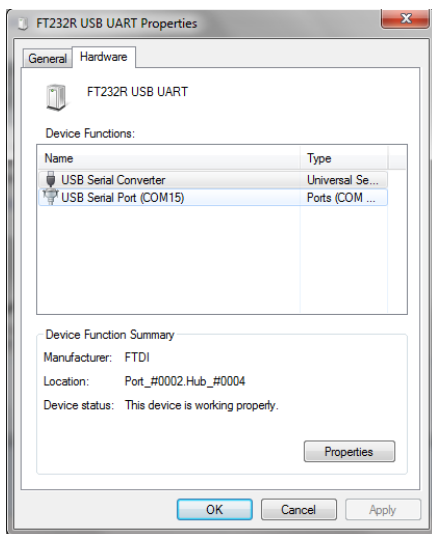 FT232R USB UART Properties
General Hardware
FT232R USB UART
Device Functions:
Name Type
USB Serial Converter Universal Se...
USB Serial Port (COM15) Ports (COM ...
Device Function Summary
Manufacturer: FTDI
Location: Port_#0002.Hub_#0004
Device status: This device is working properly.
Properties
OK Cancel Apply